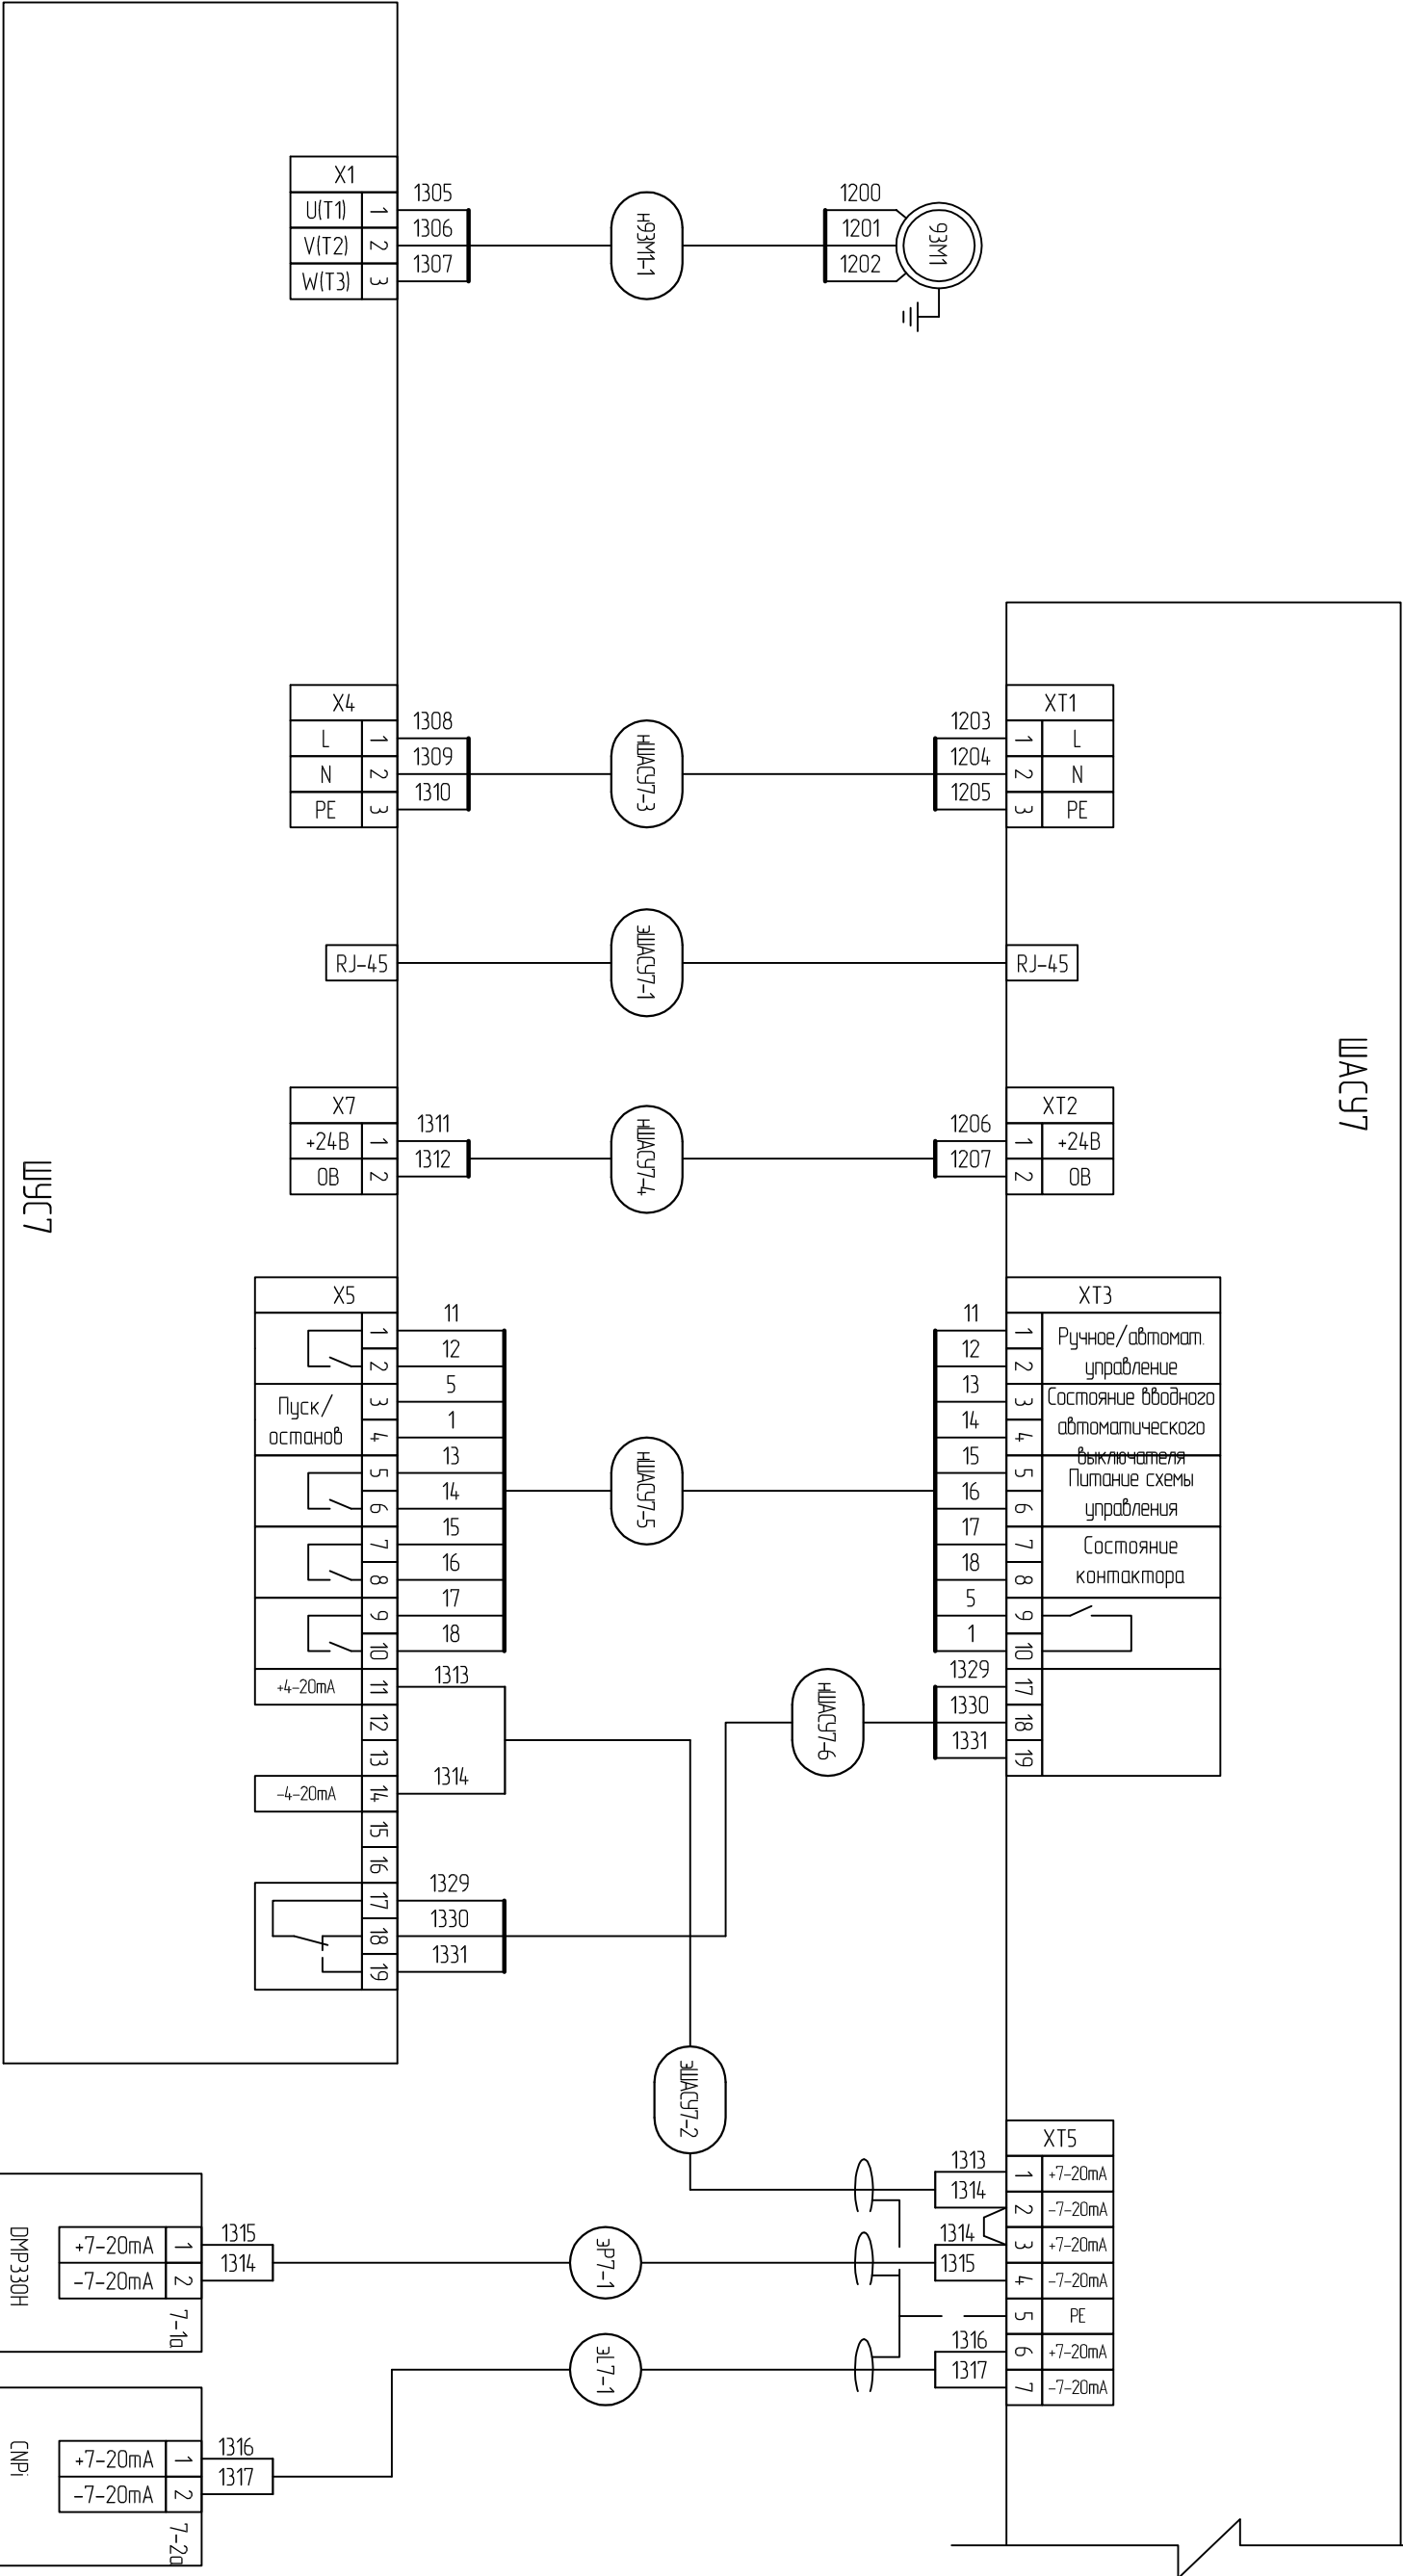 X1
U(T1) 1 1305
V(T2) 2 1306
W(T3) 3 1307
н93М1-1
1200
1201
1202
93М1
X4
L 1 1308
N 2 1309
PE 3 1310
нШАСУ7-3
XT1
1203 1 L
1204 2 N
1205 3 PE
RJ-45
эШАСУ7-1
RJ-45
ШАСУ7
X7
+24В 1 1311
0В 2 1312
нШАСУ7-4
XT2
1206 1 +24В
1207 2 0В
ШУС7
X5
1 11
2 12
Пуск/
останов
3 5
4 1
5 13
6 14
7 15
8 16
9 17
10 18
+4-20mA 11 1313
12
13
-4-20mA 14 1314
15
16
17 1329
18 1330
19 1331
нШАСУ7-5
XT3
11 1
12 2
Ручное/автомат.
управление
13 3
14 4
Состояние вводного
автоматического
выключателя
15 5
16 6
Питание схемы
управления
17 7
18 8
Состояние
контактора
5 9
1 10
1329 17
1330 18
1331 19
нШАСУ7-6
эШАСУ7-2
XT5
1313 1 +7-20mA
1314 2 -7-20mA
1314 3 +7-20mA
1315 4 -7-20mA
5 PE
1316 6 +7-20mA
1317 7 -7-20mA
DMP330H
+7-20mA 1 1315
-7-20mA 2 1314
7-1а
эР7-1
эL7-1
CNPi
+7-20mA 1 1316
-7-20mA 2 1317
7-2а